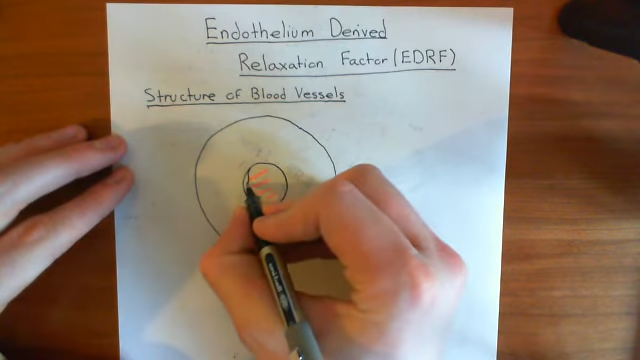 Endothelium Derived
Relaxation Factor (EDRF)
Structure of Blood Vessels